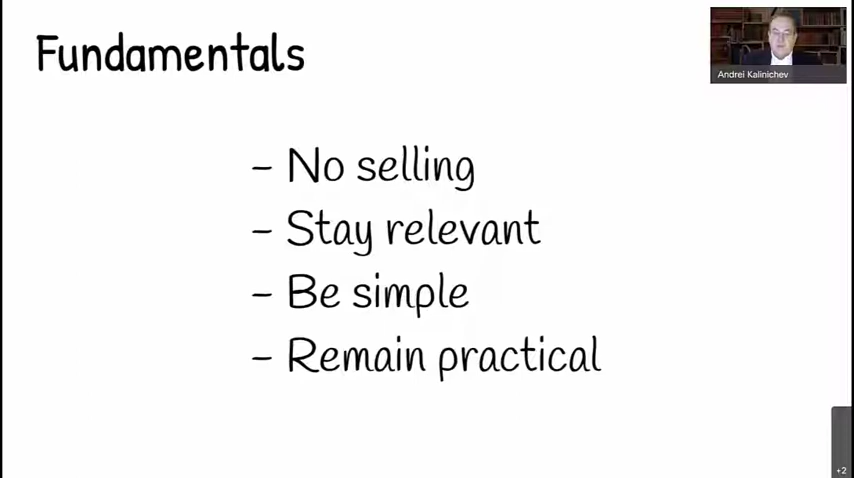 Fundamentals
Andrei Kalinichev
- No selling
- Stay relevant
- Be simple
- Remain practical
+2